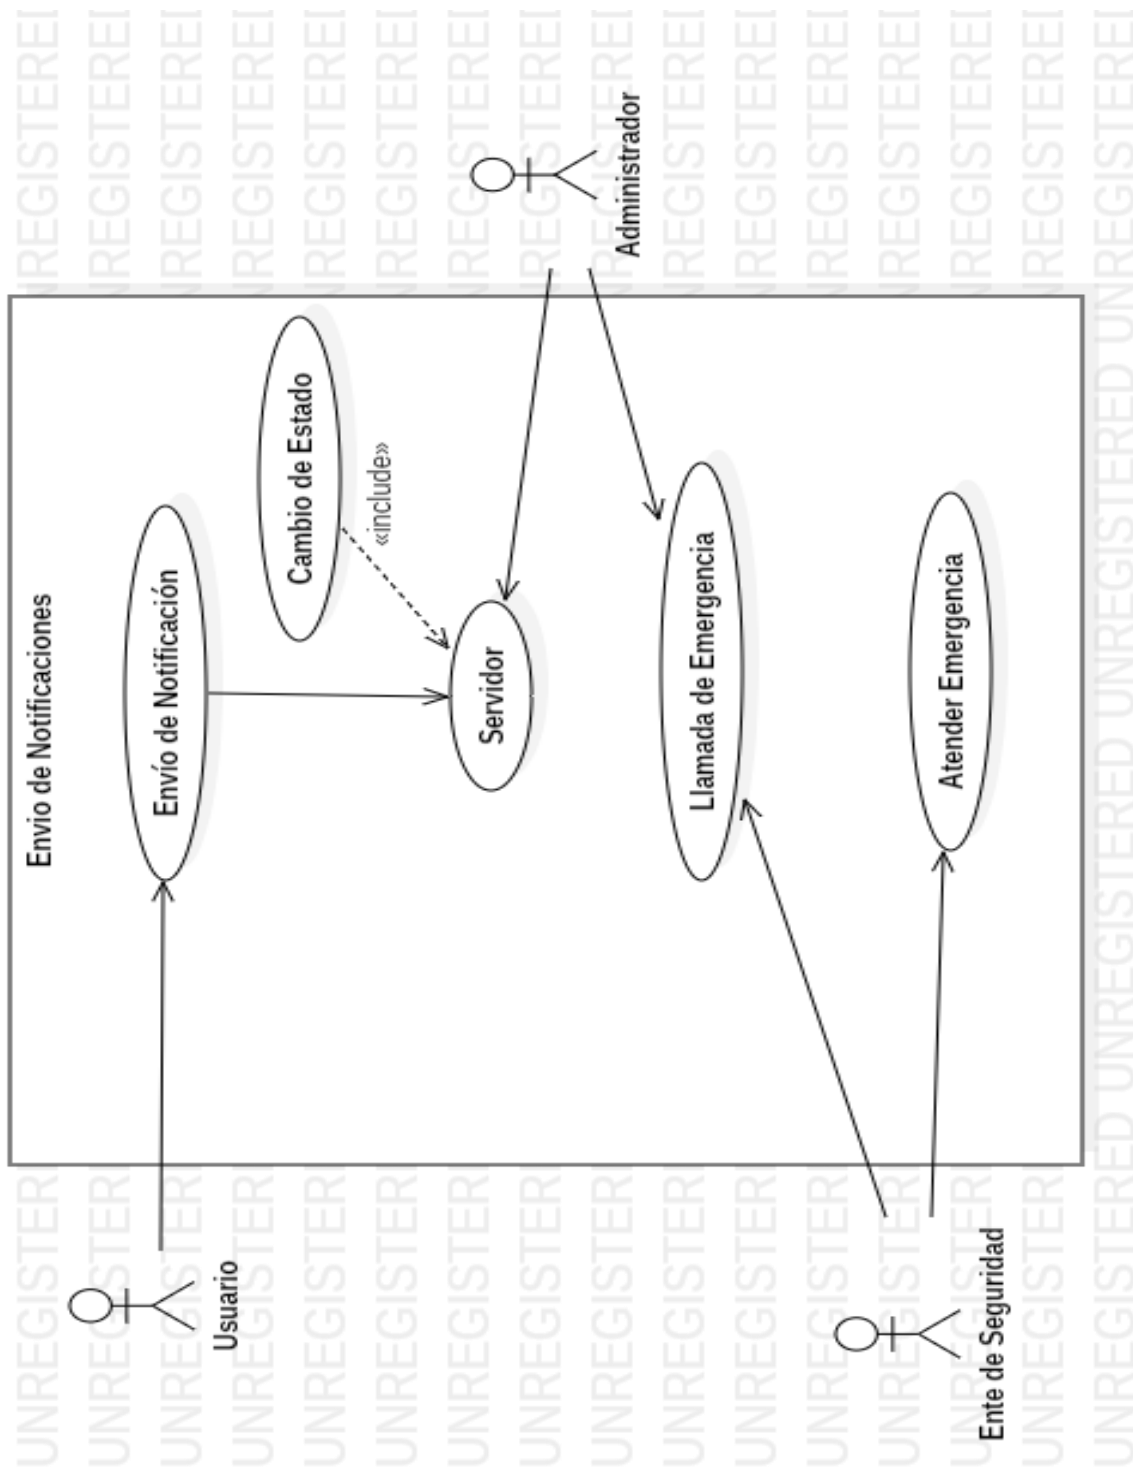 Envio de Notificaciones
Usuario
Envío de Notificación
Cambio de Estado
«include»
Servidor
Administrador
Llamada de Emergencia
Atender Emergencia
Ente de Seguridad
UNREGISTERED